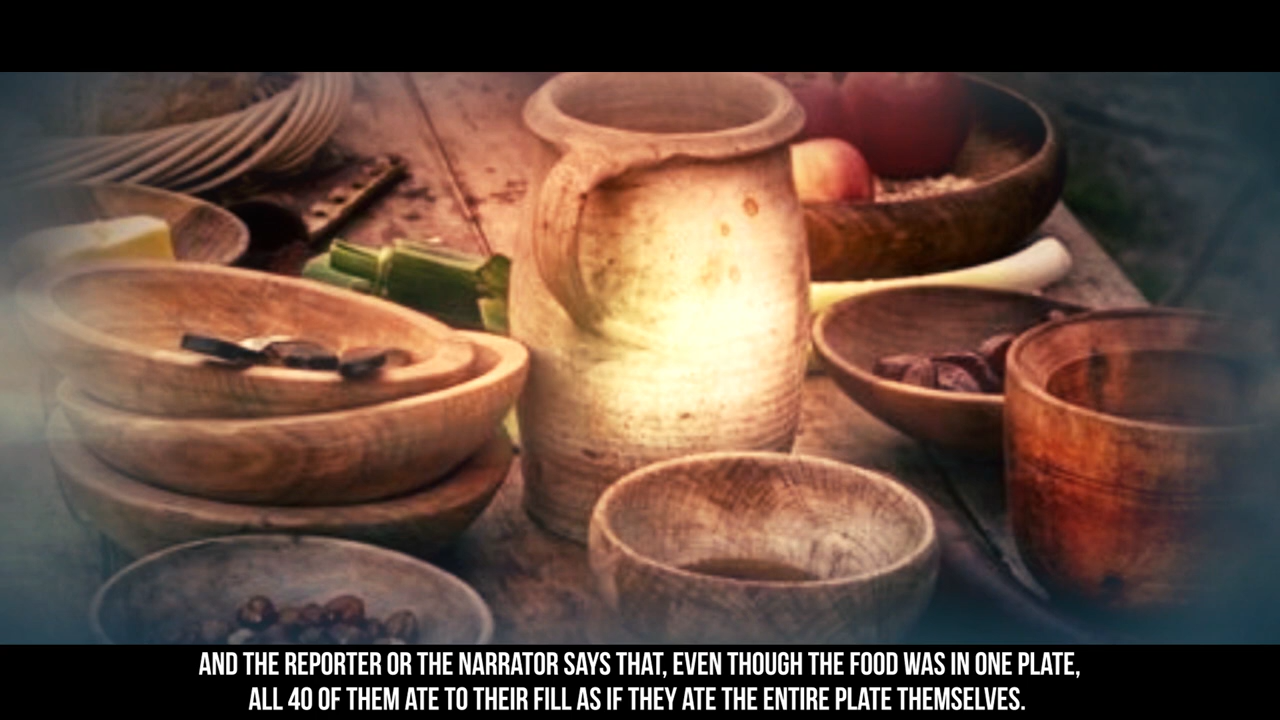 AND THE REPORTER OR THE NARRATOR SAYS THAT, EVEN THOUGH THE FOOD WAS IN ONE PLATE,
ALL 40 OF THEM ATE TO THEIR FILL AS IF THEY ATE THE ENTIRE PLATE THEMSELVES.